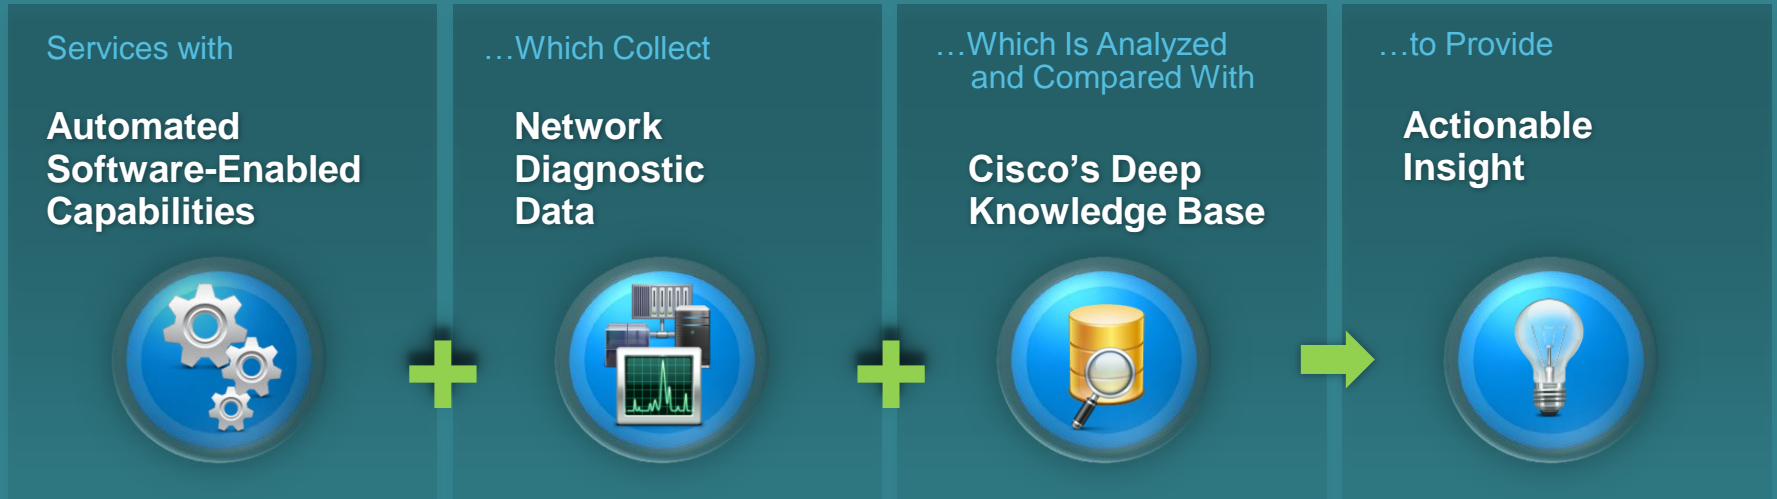 Services with
Automated
Software-Enabled
Capabilities
…Which Collect
Network
Diagnostic
Data
…Which Is Analyzed
and Compared With
Cisco’s Deep
Knowledge Base
…to Provide
Actionable
Insight